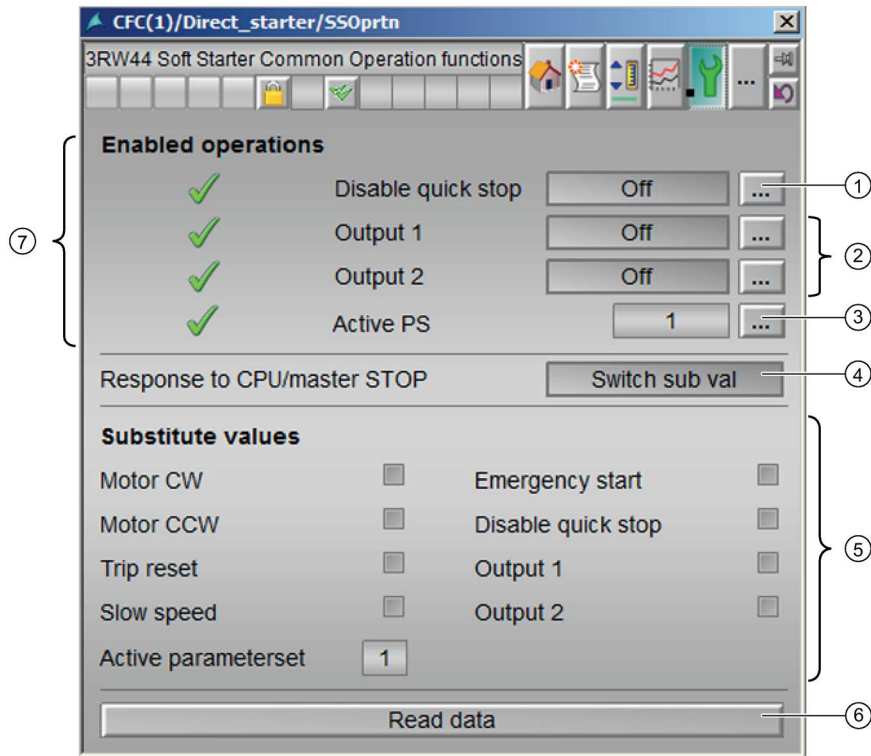 CFC(1)/Direct_starter/SSOprtn
3RW44 Soft Starter Common Operation functions
...
Enabled operations
Disable quick stop Off ... ①
Output 1 Off ...
⑦ ②
Output 2 Off ...
Active PS 1 ... ③
Response to CPU/master STOP Switch sub val ④
Substitute values
Motor CW Emergency start
Motor CCW Disable quick stop
⑤
Trip reset Output 1
Slow speed Output 2
Active parameterset 1
Read data ⑥